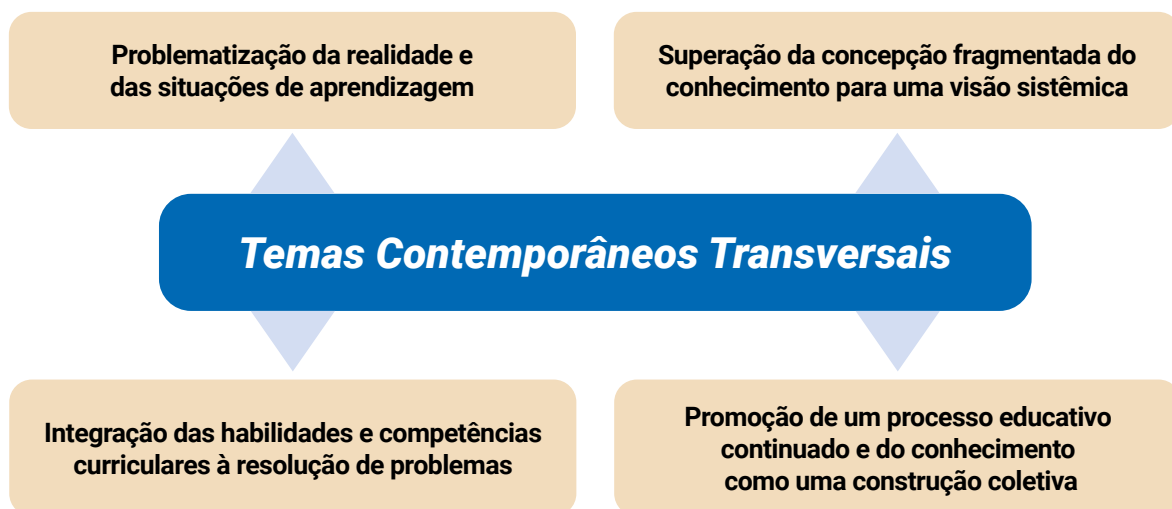 Problematização da realidade e
das situações de aprendizagem
Superação da concepção fragmentada do
conhecimento para uma visão sistêmica
Temas Contemporâneos Transversais
Integração das habilidades e competências
curriculares à resolução de problemas
Promoção de um processo educativo
continuado e do conhecimento
como uma construção coletiva